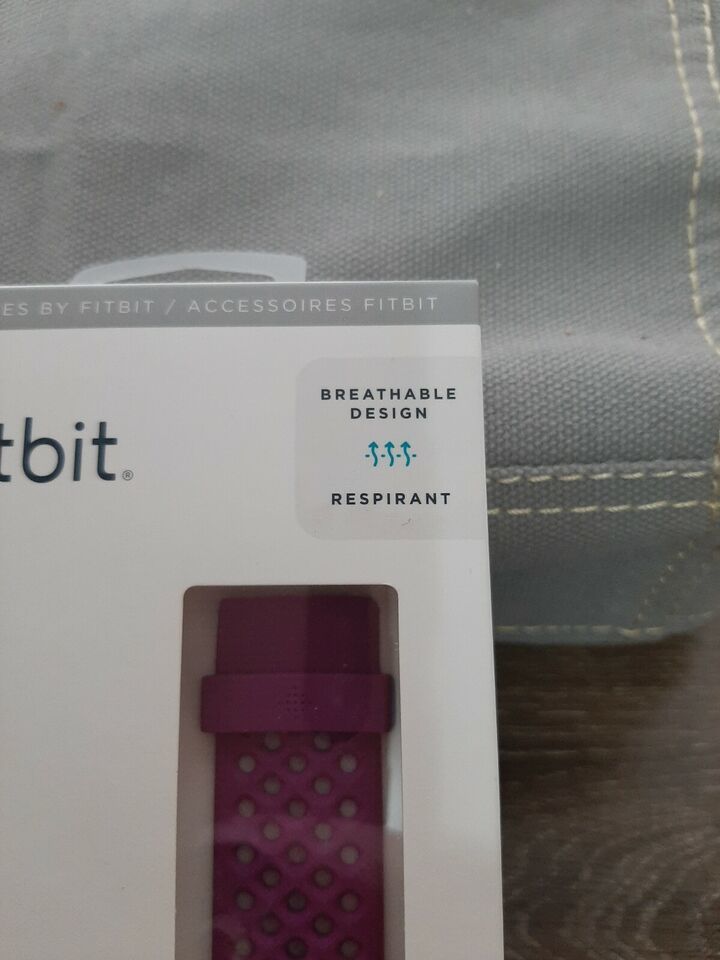 ES BY FITBIT / ACCESSOIRES FITBIT
BREATHABLE
DESIGN
tbit®
RESPIRANT